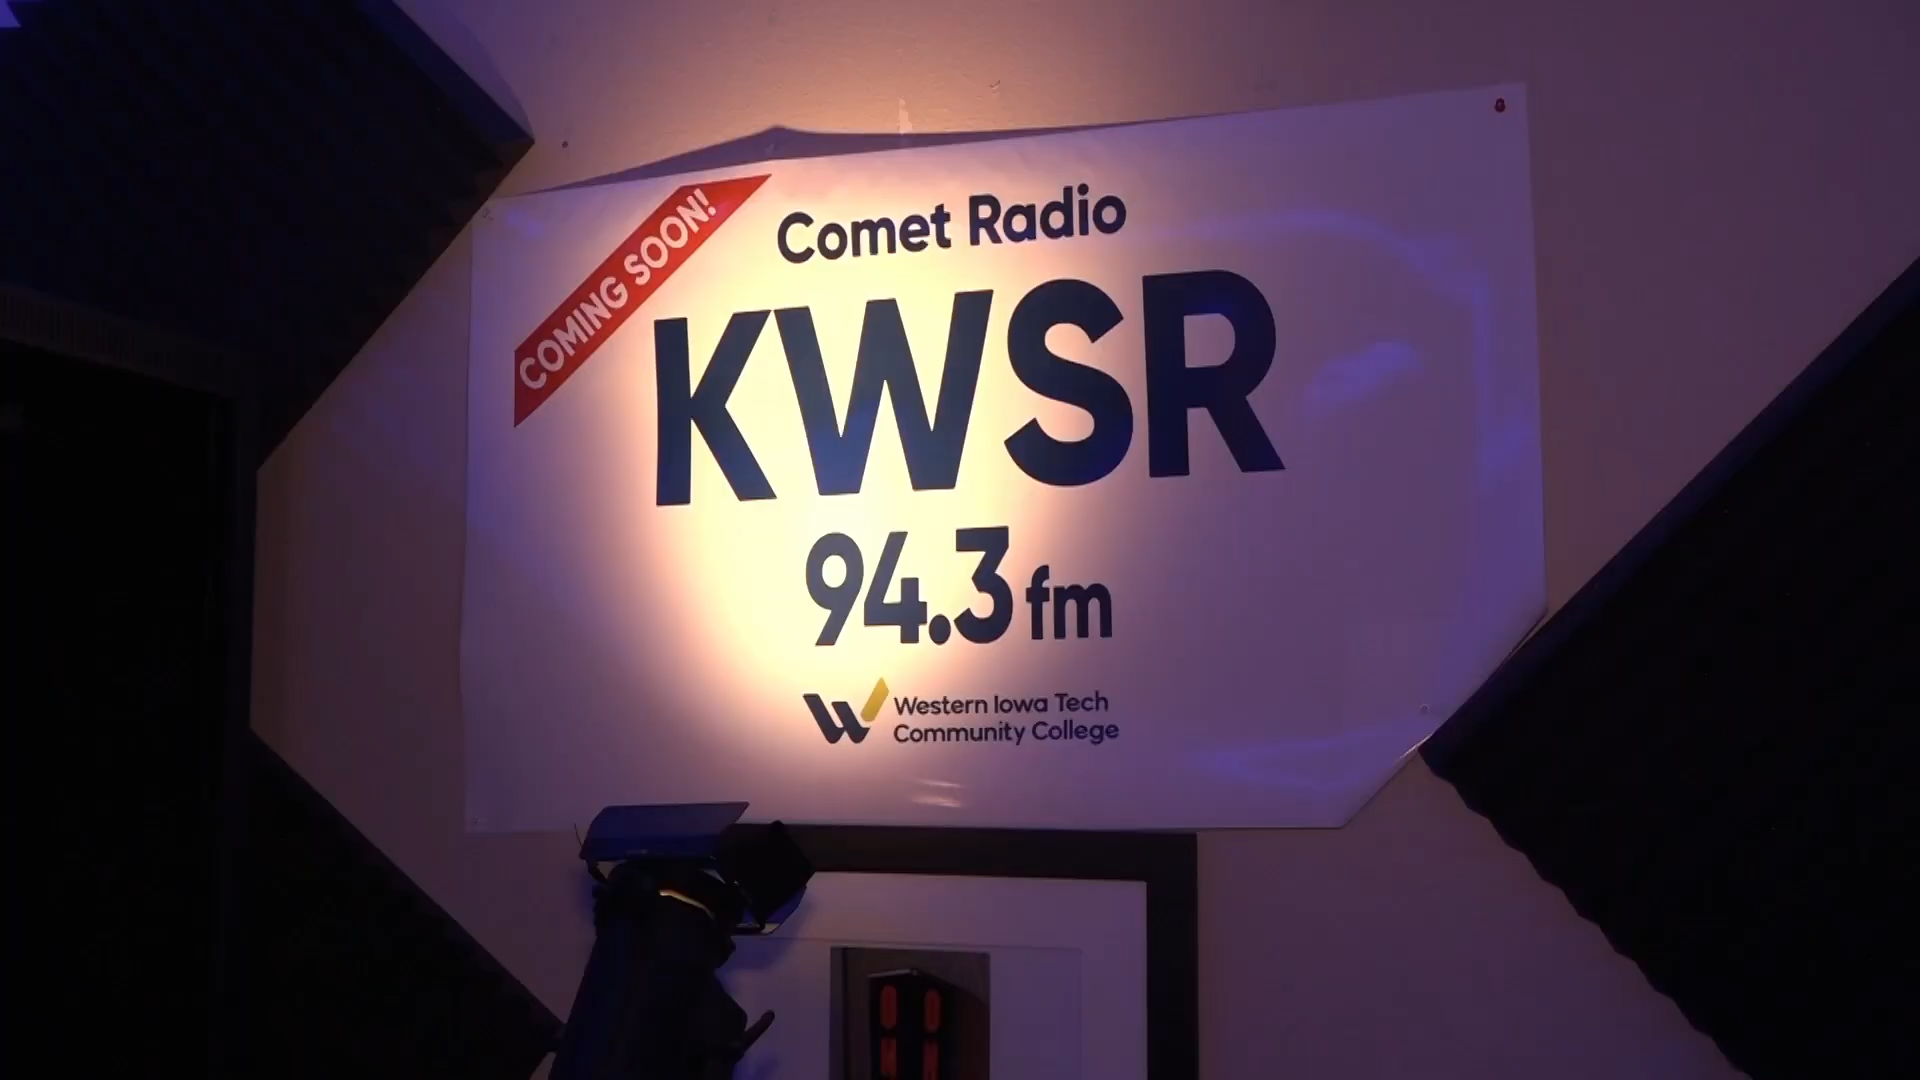 COMING SOON!
Comet Radio
KWSR
94.3 fm
Western Iowa Tech
Community College